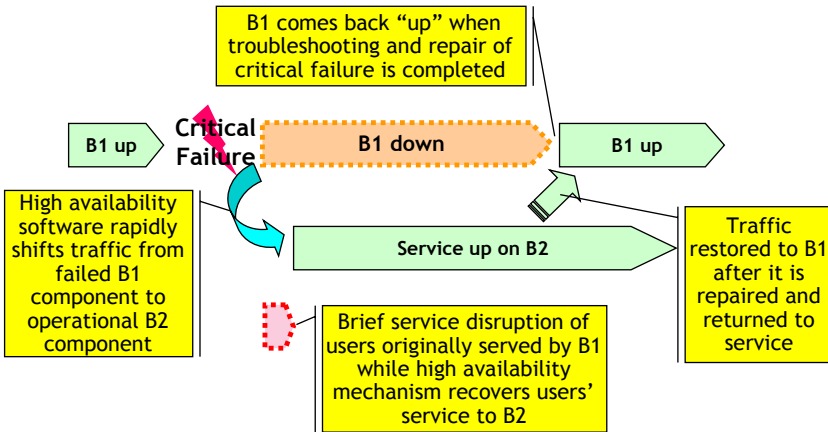 B1 comes back “up” when
troubleshooting and repair of
critical failure is completed
B1 up
Critical
Failure
B1 down
B1 up
High availability
software rapidly
shifts traffic from
failed B1
component to
operational B2
component
Service up on B2
Traffic
restored to B1
after it is
repaired and
returned to
service
Brief service disruption of
users originally served by B1
while high availability
mechanism recovers users’
service to B2